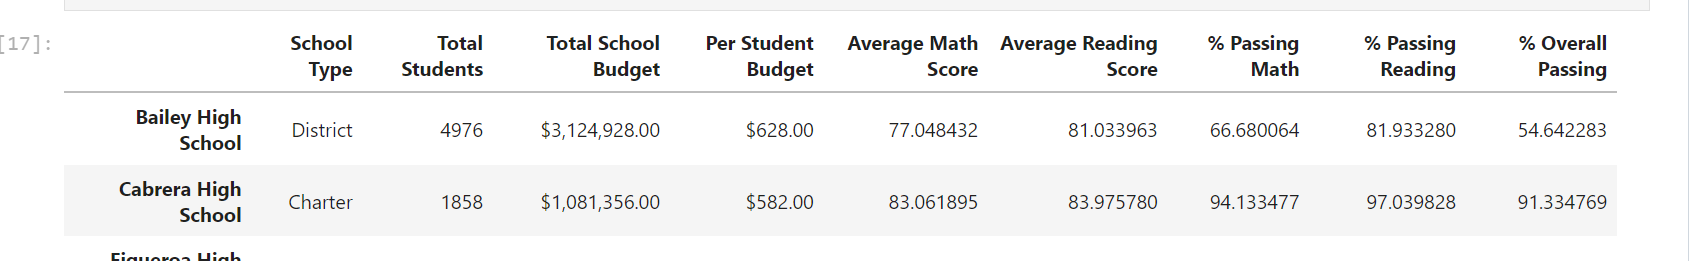 [17]:
School Type Total Students Total School Budget Per Student Budget Average Math Score Average Reading Score % Passing Math % Passing Reading % Overall Passing
Bailey High School District 4976 $3,124,928.00 $628.00 77.048432 81.033963 66.680064 81.933280 54.642283
Cabrera High School Charter 1858 $1,081,356.00 $582.00 83.061895 83.975780 94.133477 97.039828 91.334769
Figueroa High